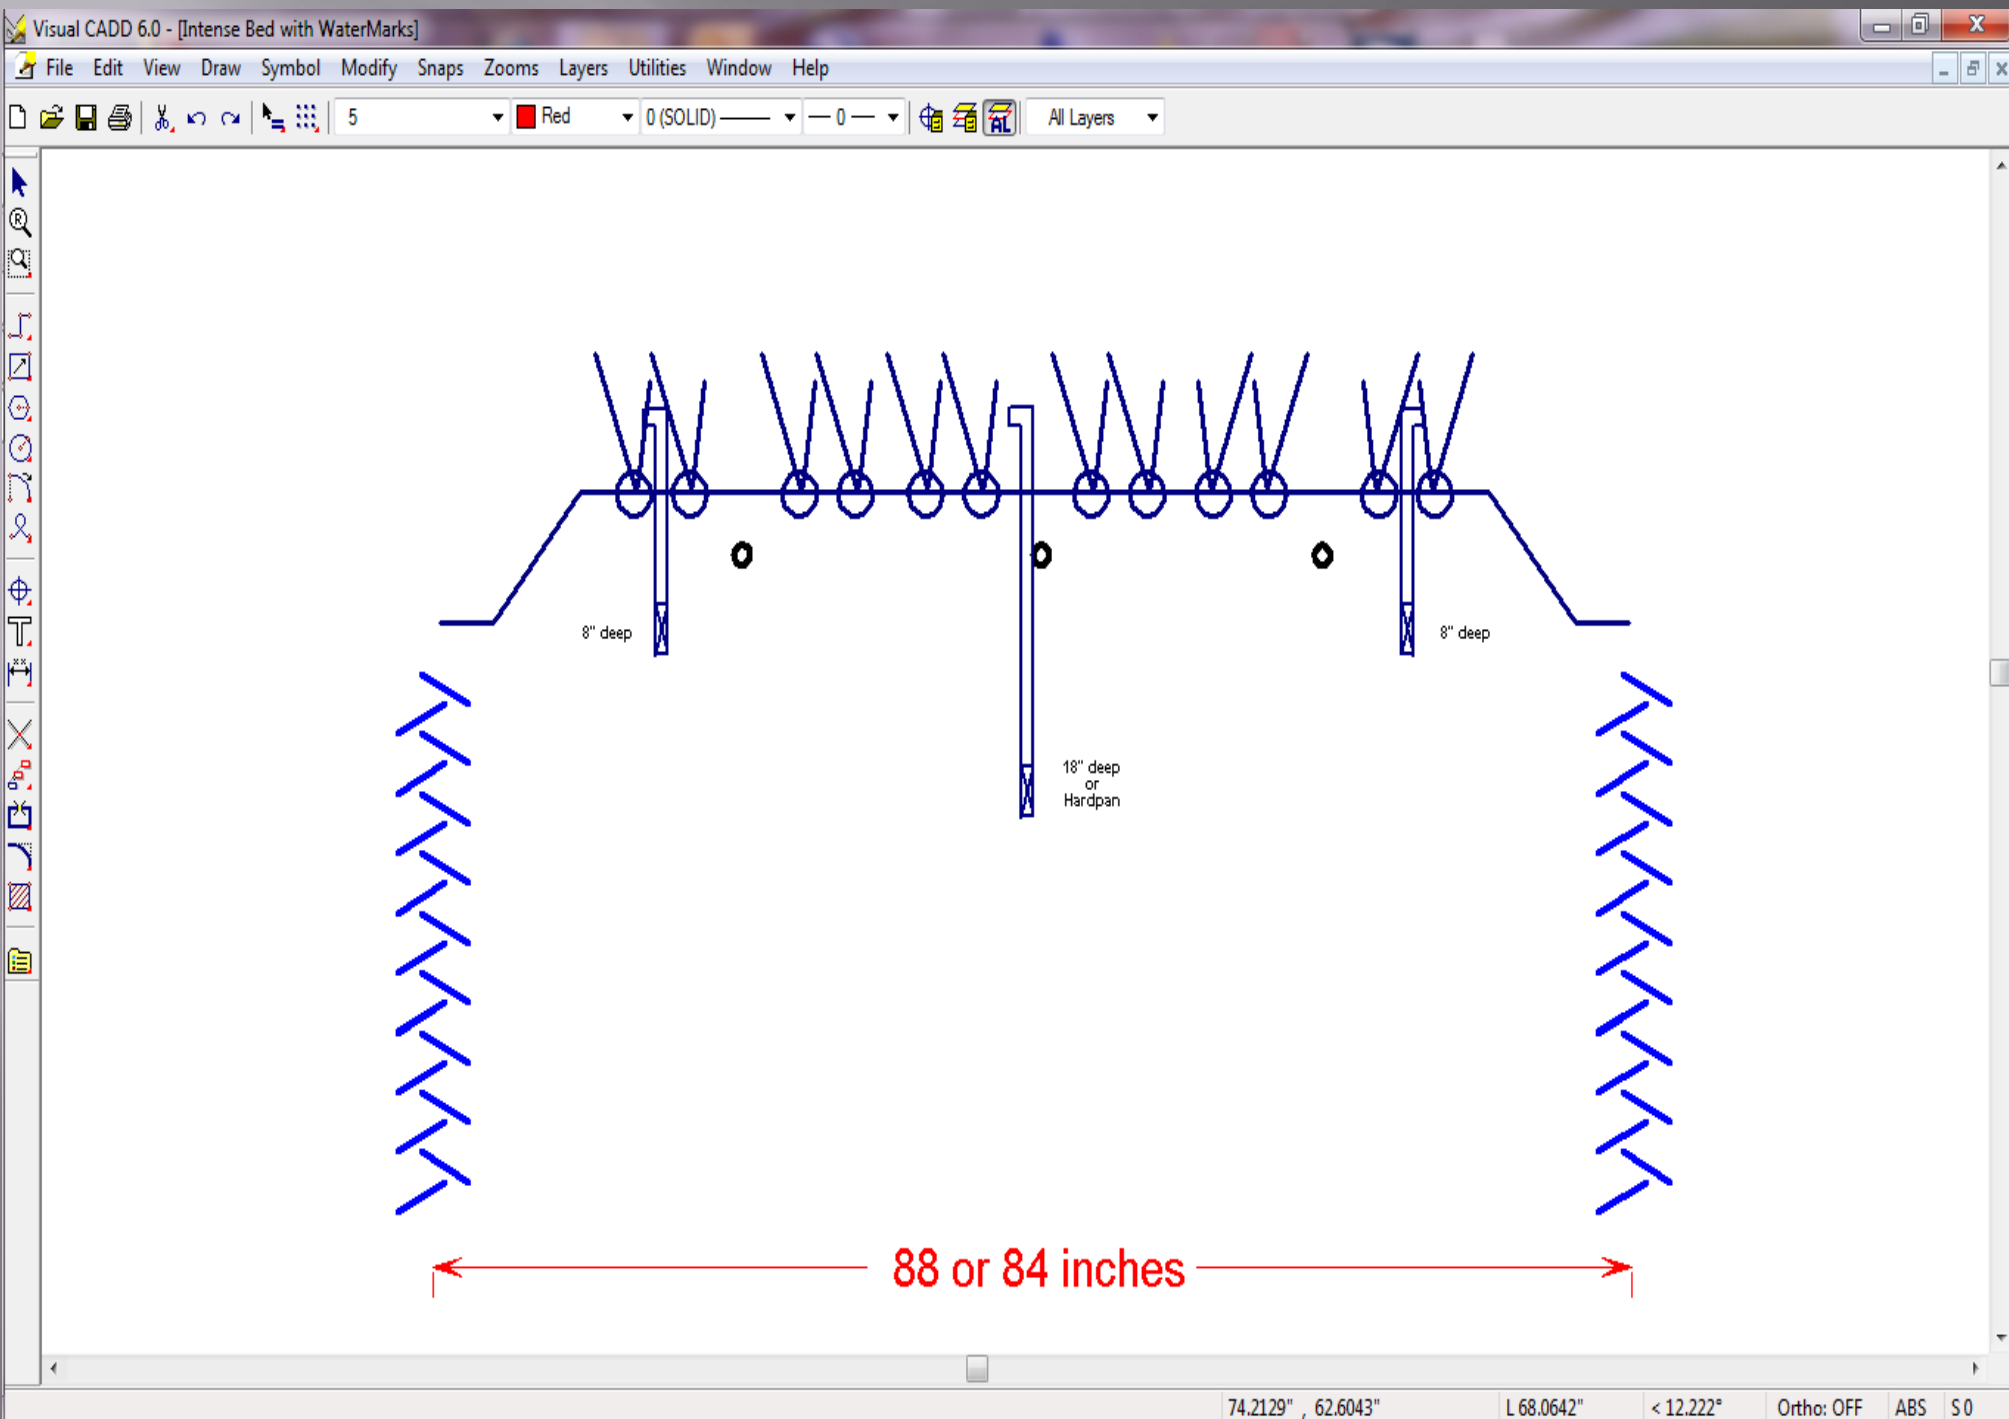 Visual CADD 6.0 - [Intense Bed with WaterMarks]
File Edit View Draw Symbol Modify Snaps Zooms Layers Utilities Window Help
5 Red 0 (SOLID) 0 AL All Layers
R
8" deep
8" deep
18" deep
or
Hardpan
T
88 or 84 inches
74.2129" , 62.6043" L 68.0642" < 12.222° Ortho: OFF ABS S 0